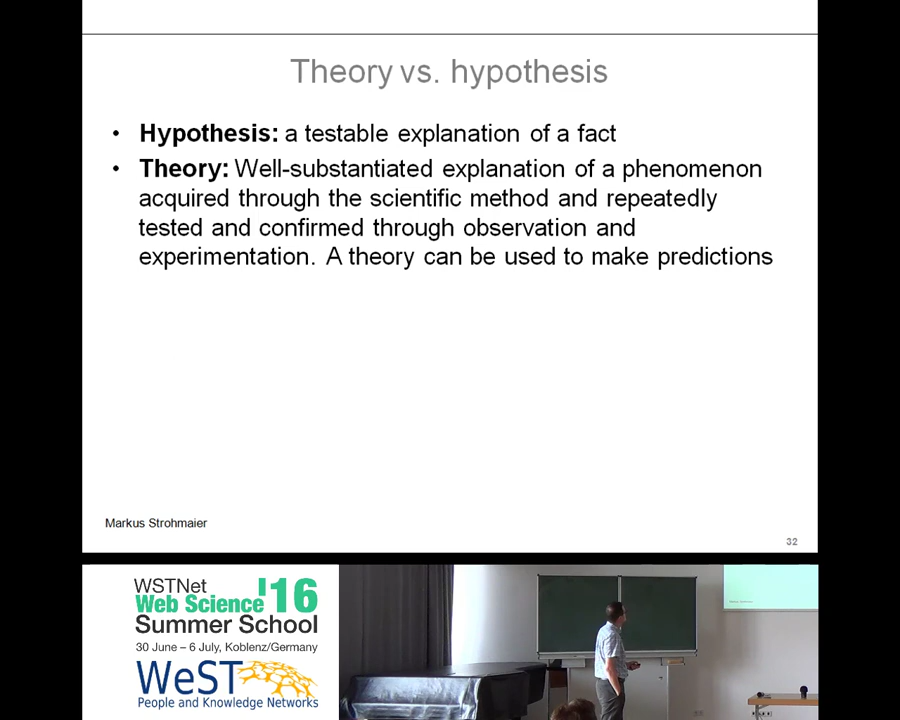 Theory vs. hypothesis
• Hypothesis: a testable explanation of a fact
• Theory: Well-substantiated explanation of a phenomenon
acquired through the scientific method and repeatedly
tested and confirmed through observation and
experimentation. A theory can be used to make predictions
Markus Strohmaier
32
WSTNet
Web Science '16
Summer School
30 June – 6 July, Koblenz/Germany
WeST
People and Knowledge Networks